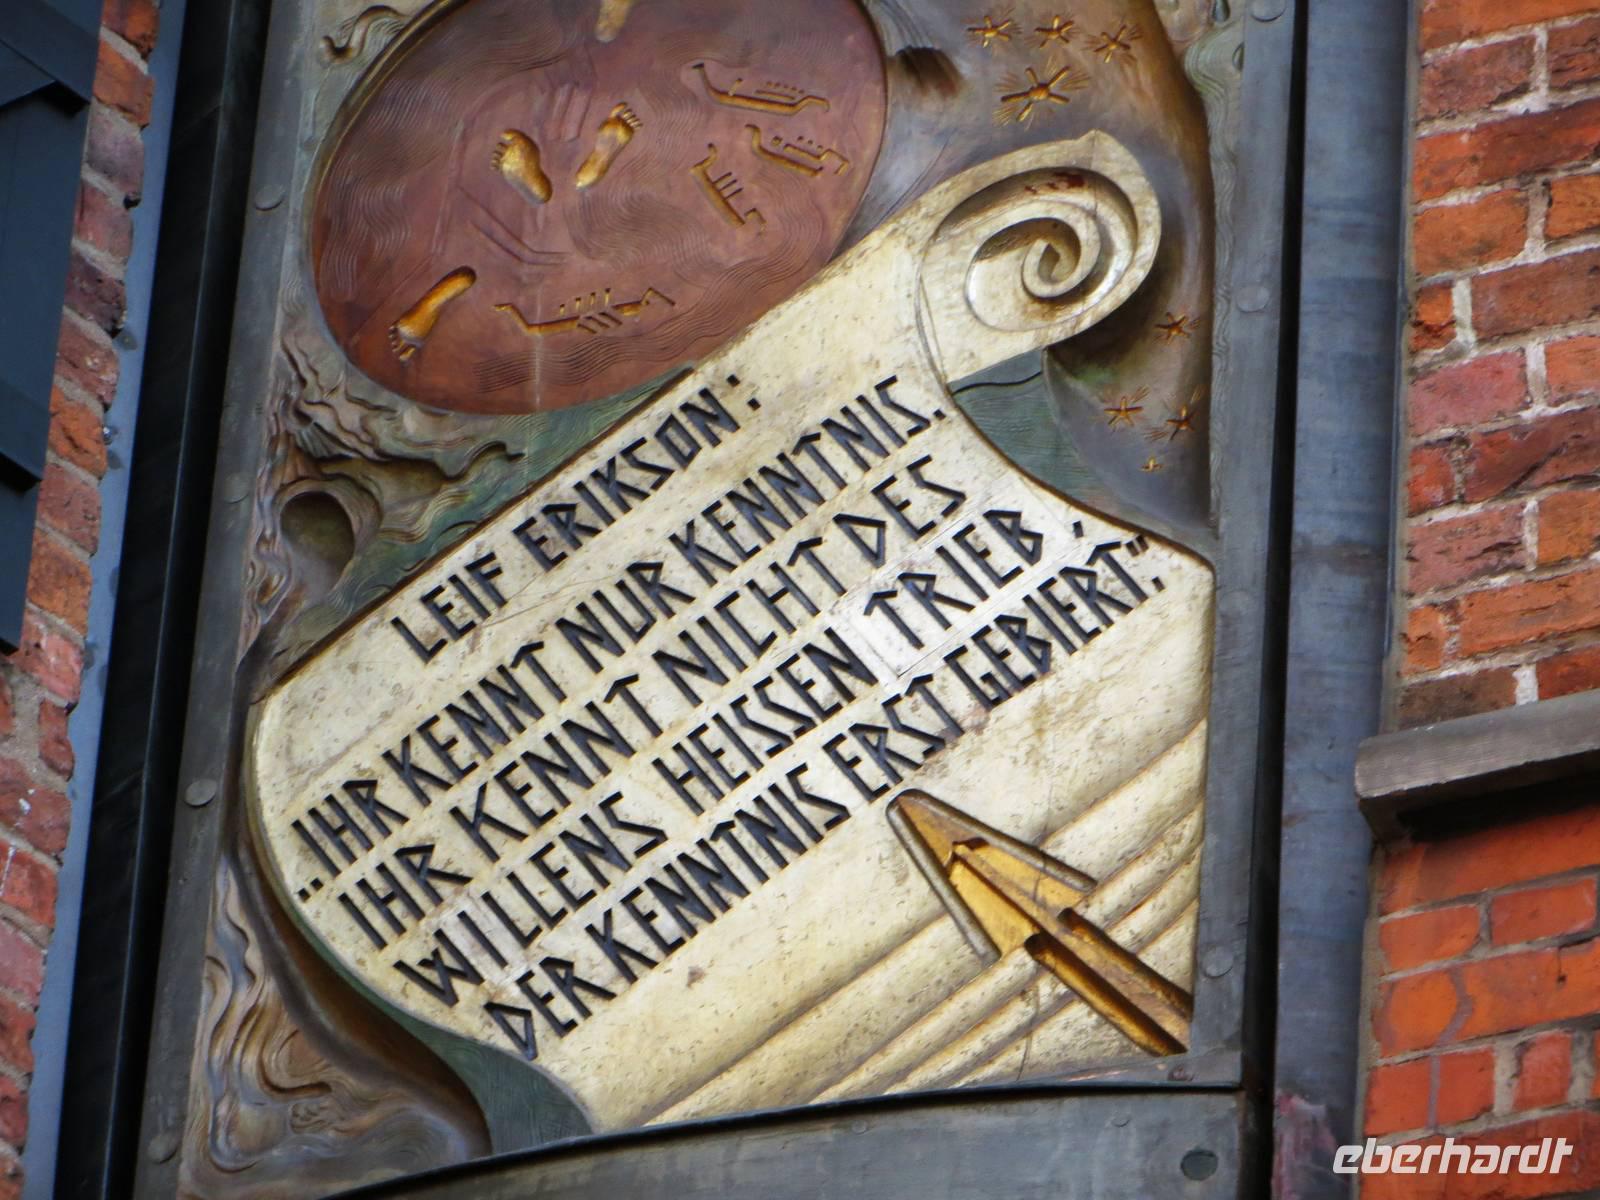 LEIF ERIKSON:
„IHR KENNT NUR KENNTNIS.
IHR KENNT NICHT DES
WILLENS HEISSEN TRIEB,
DER KENNTNIS ERST GEBIERT.”
eberhardt